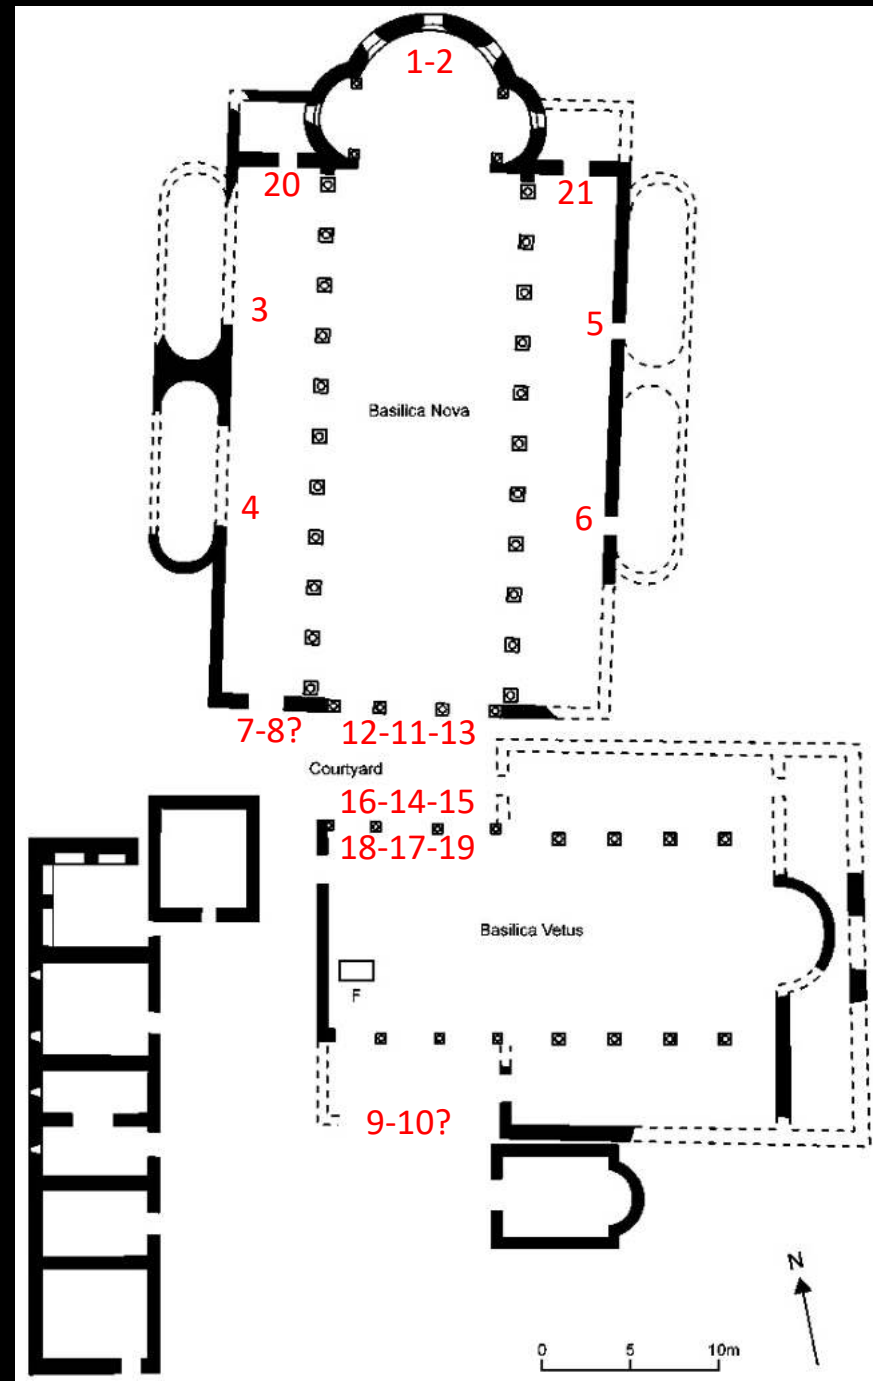 1-2
20
21
3
5
Basilica Nova
4
6
7-8?
12-11-13
Courtyard
16-14-15
18-17-19
Basilica Vetus
F
9-10?
N
0 5 10m